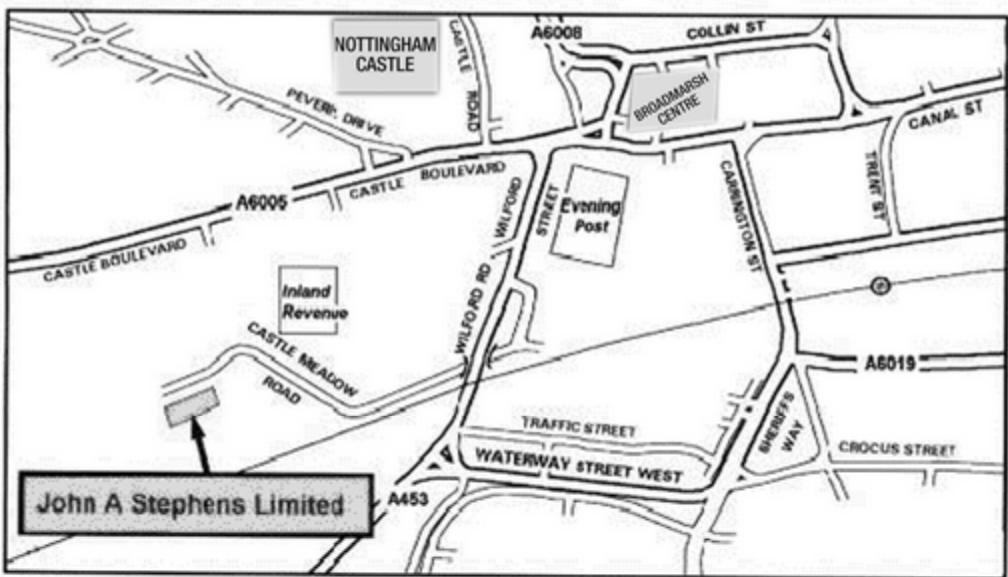 NOTTINGHAM
CASTLE
CASTLE
ROAD
A6008
COLLIN ST
BROADMARSH
CENTRE
CANAL ST
PEVERIL DRIVE
CASTLE BOULEVARD
A6005
CASTLE BOULEVARD
WILFORD
STREET
Evening
Post
CARRINGTON ST
TRENT ST
Inland
Revenue
WILFORD RD
CASTLE MEADOW
ROAD
A6019
TRAFFIC STREET
SHERIFFS
WAY
CROCUS STREET
WATERWAY STREET WEST
John A Stephens Limited
A453